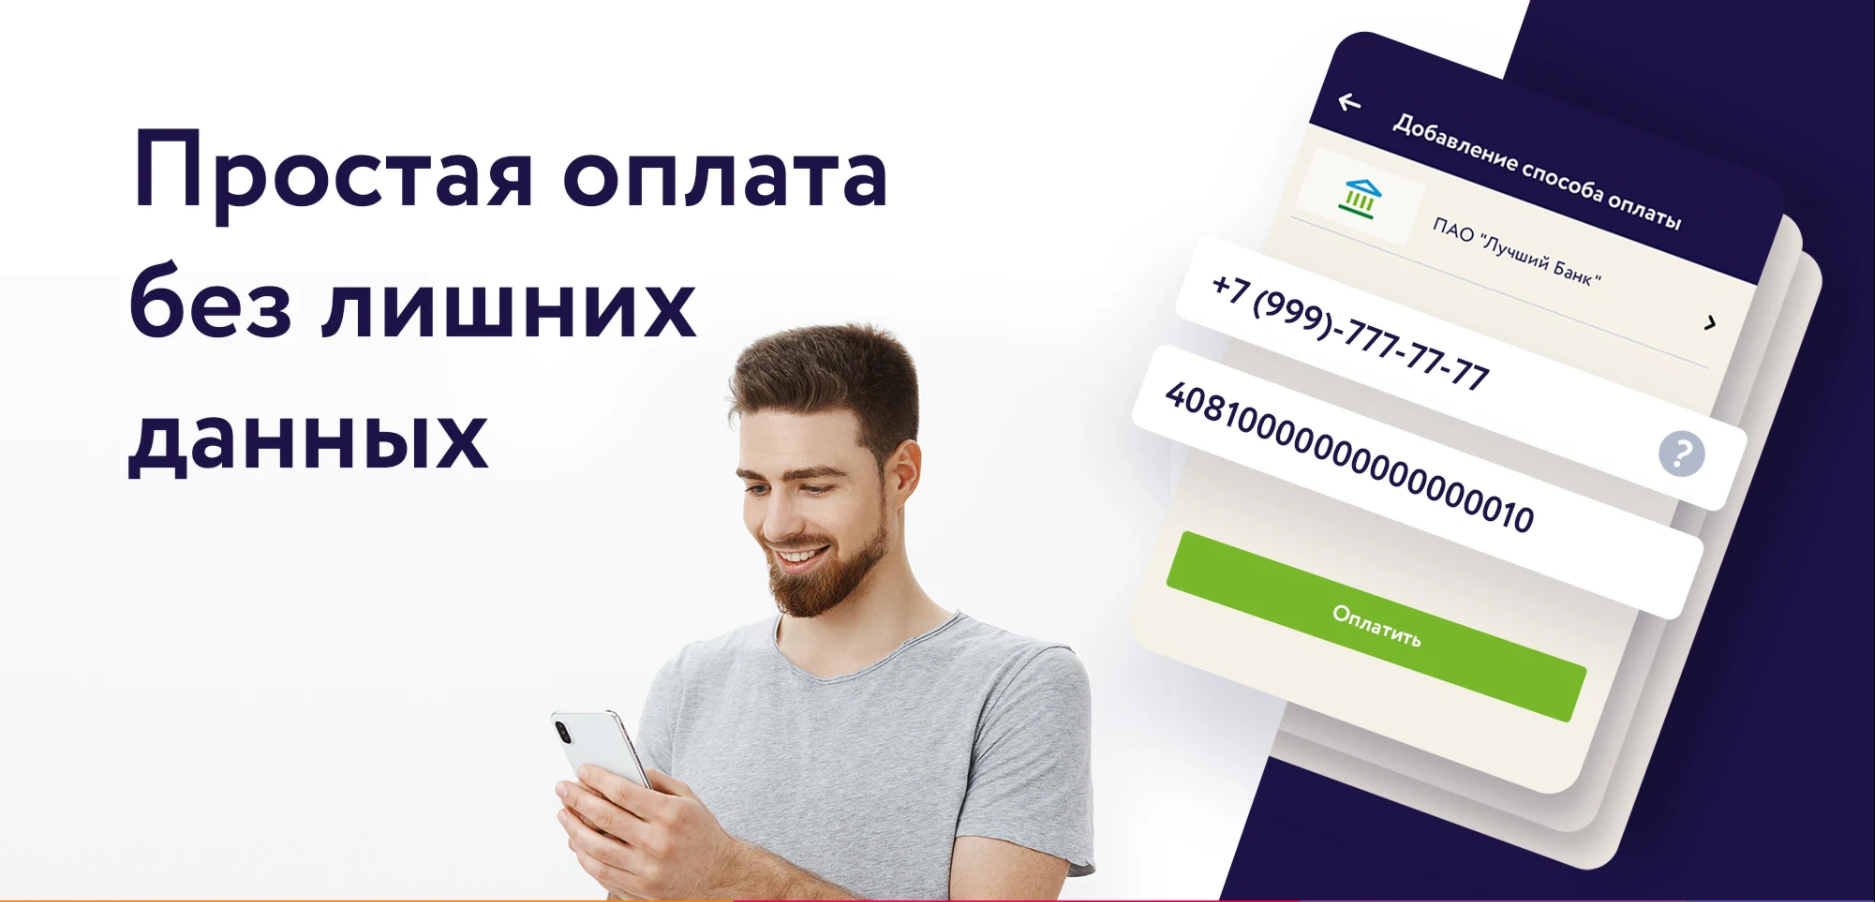 Простая оплата
без лишних
данных
Добавление способа оплаты
ПАО "Лучший Банк"
+7 (999)-777-77-77
?
40810000000000000010
Оплатить